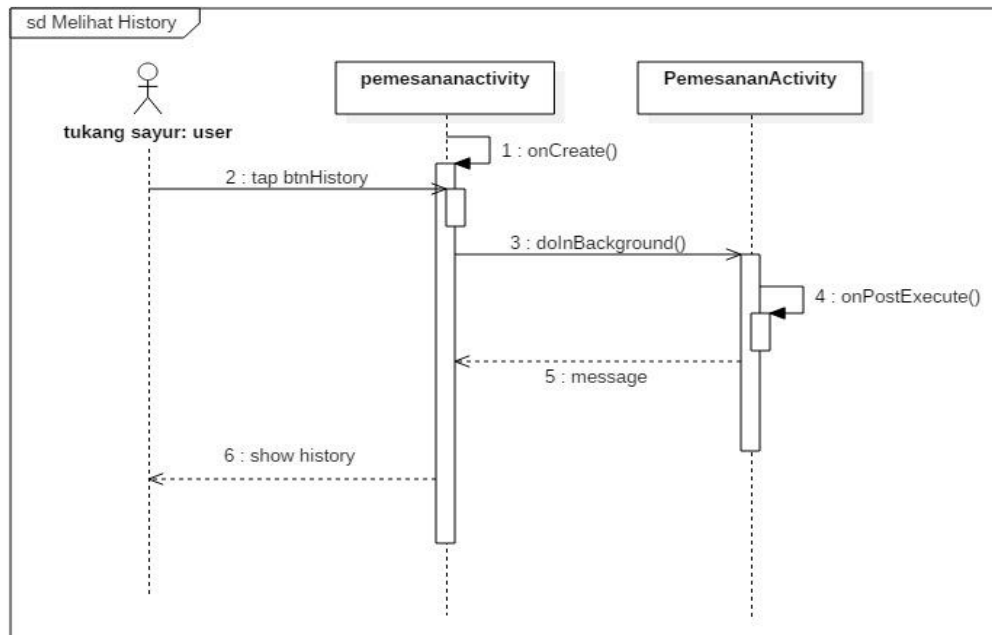 sd Melihat History
pemesananactivity
PemesananActivity
tukang sayur: user
1 : onCreate()
2 : tap btnHistory
3 : doInBackground()
4 : onPostExecute()
5 : message
6 : show history